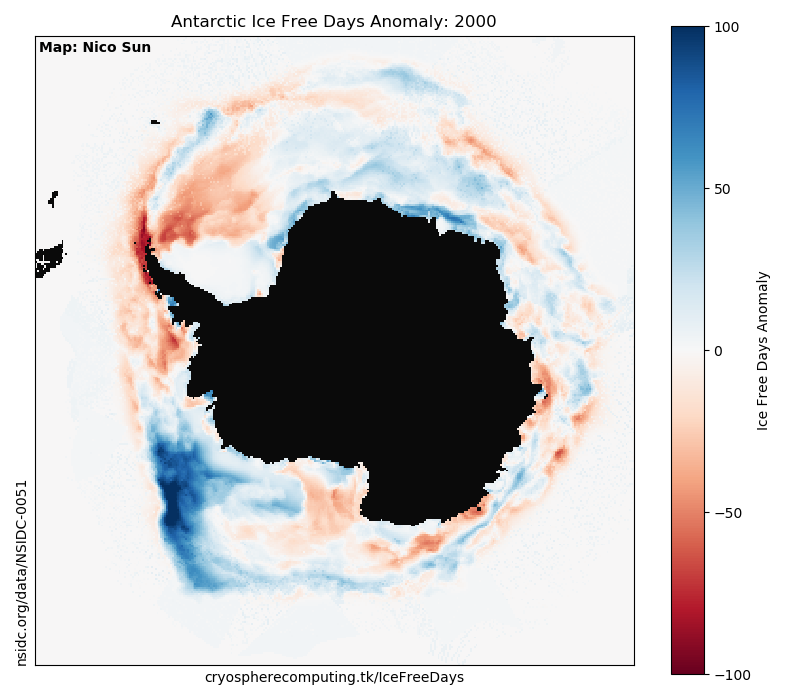 Antarctic Ice Free Days Anomaly: 2000
Map: Nico Sun
100
50
0
−50
−100
Ice Free Days Anomaly
nsidc.org/data/NSIDC-0051
cryospherecomputing.tk/IceFreeDays